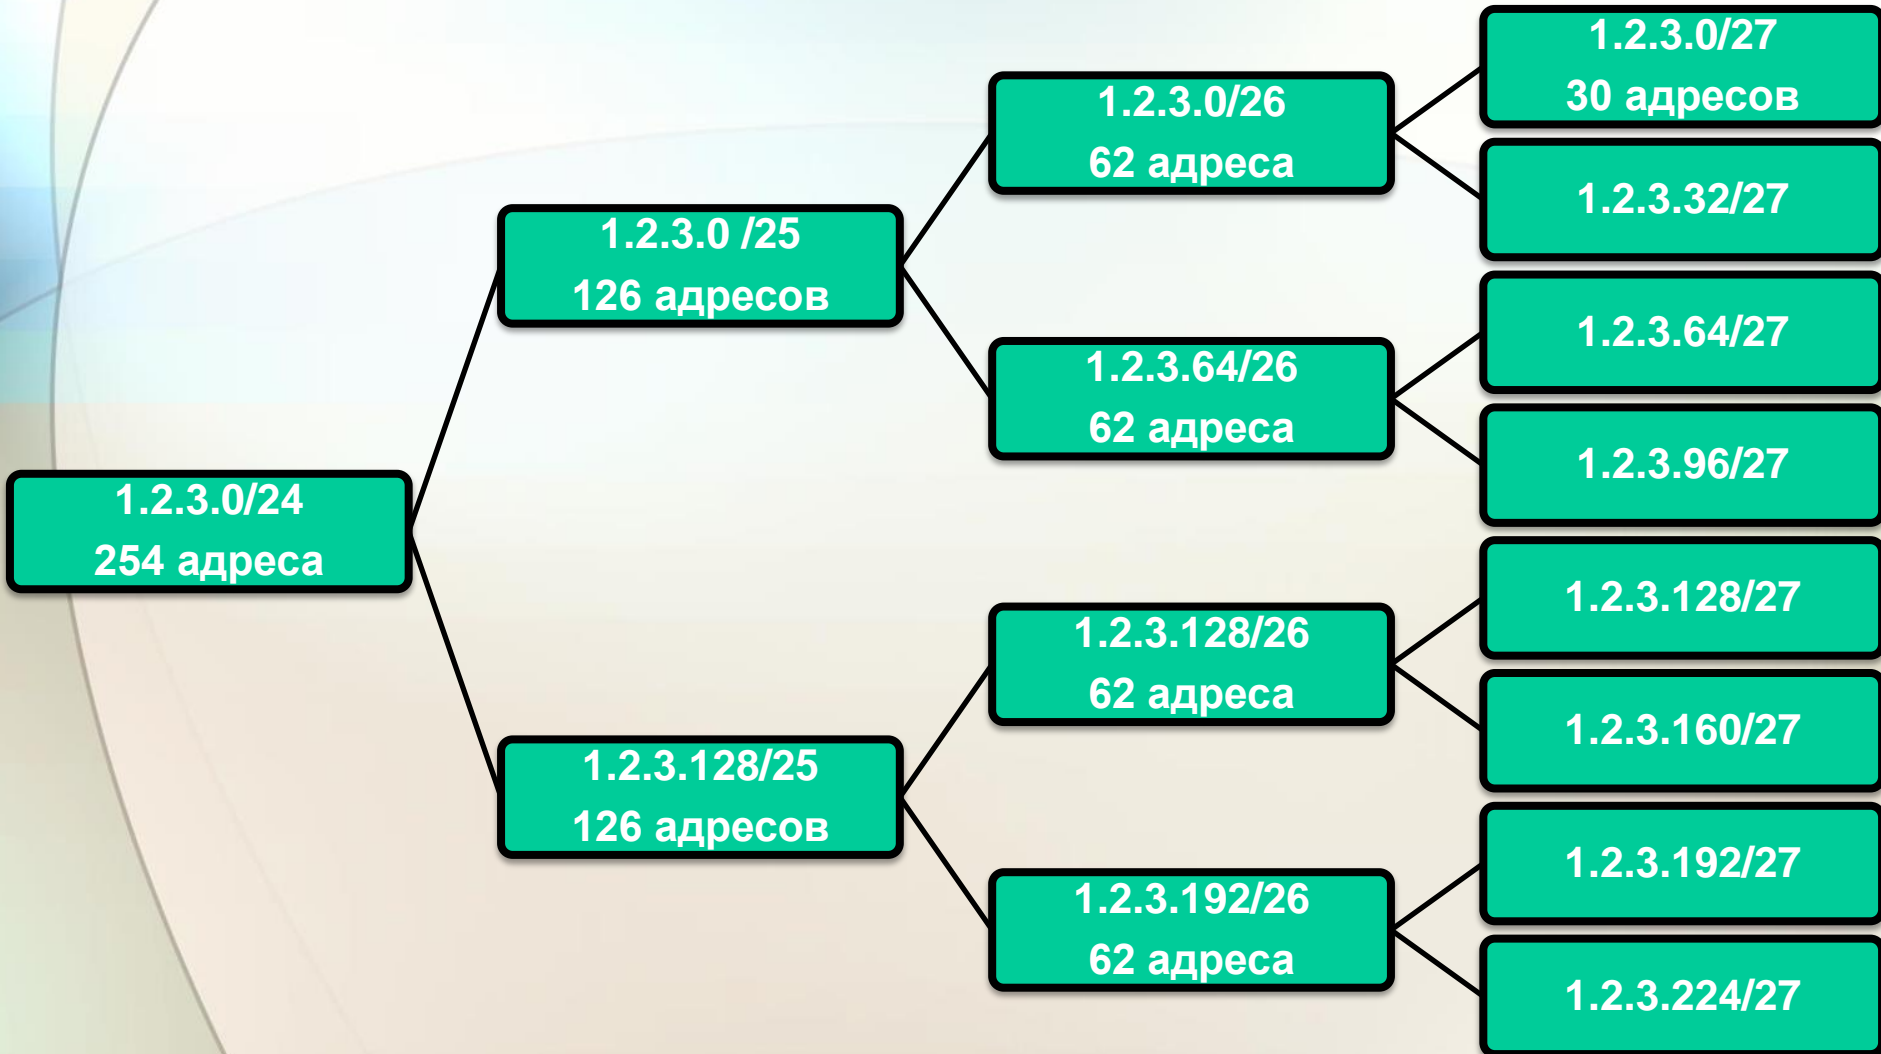 1.2.3.0/24
254 адреса
1.2.3.0 /25
126 адресов
1.2.3.0/26
62 адреса
1.2.3.0/27
30 адресов
1.2.3.32/27
1.2.3.64/26
62 адреса
1.2.3.64/27
1.2.3.96/27
1.2.3.128/25
126 адресов
1.2.3.128/26
62 адреса
1.2.3.128/27
1.2.3.160/27
1.2.3.192/26
62 адреса
1.2.3.192/27
1.2.3.224/27